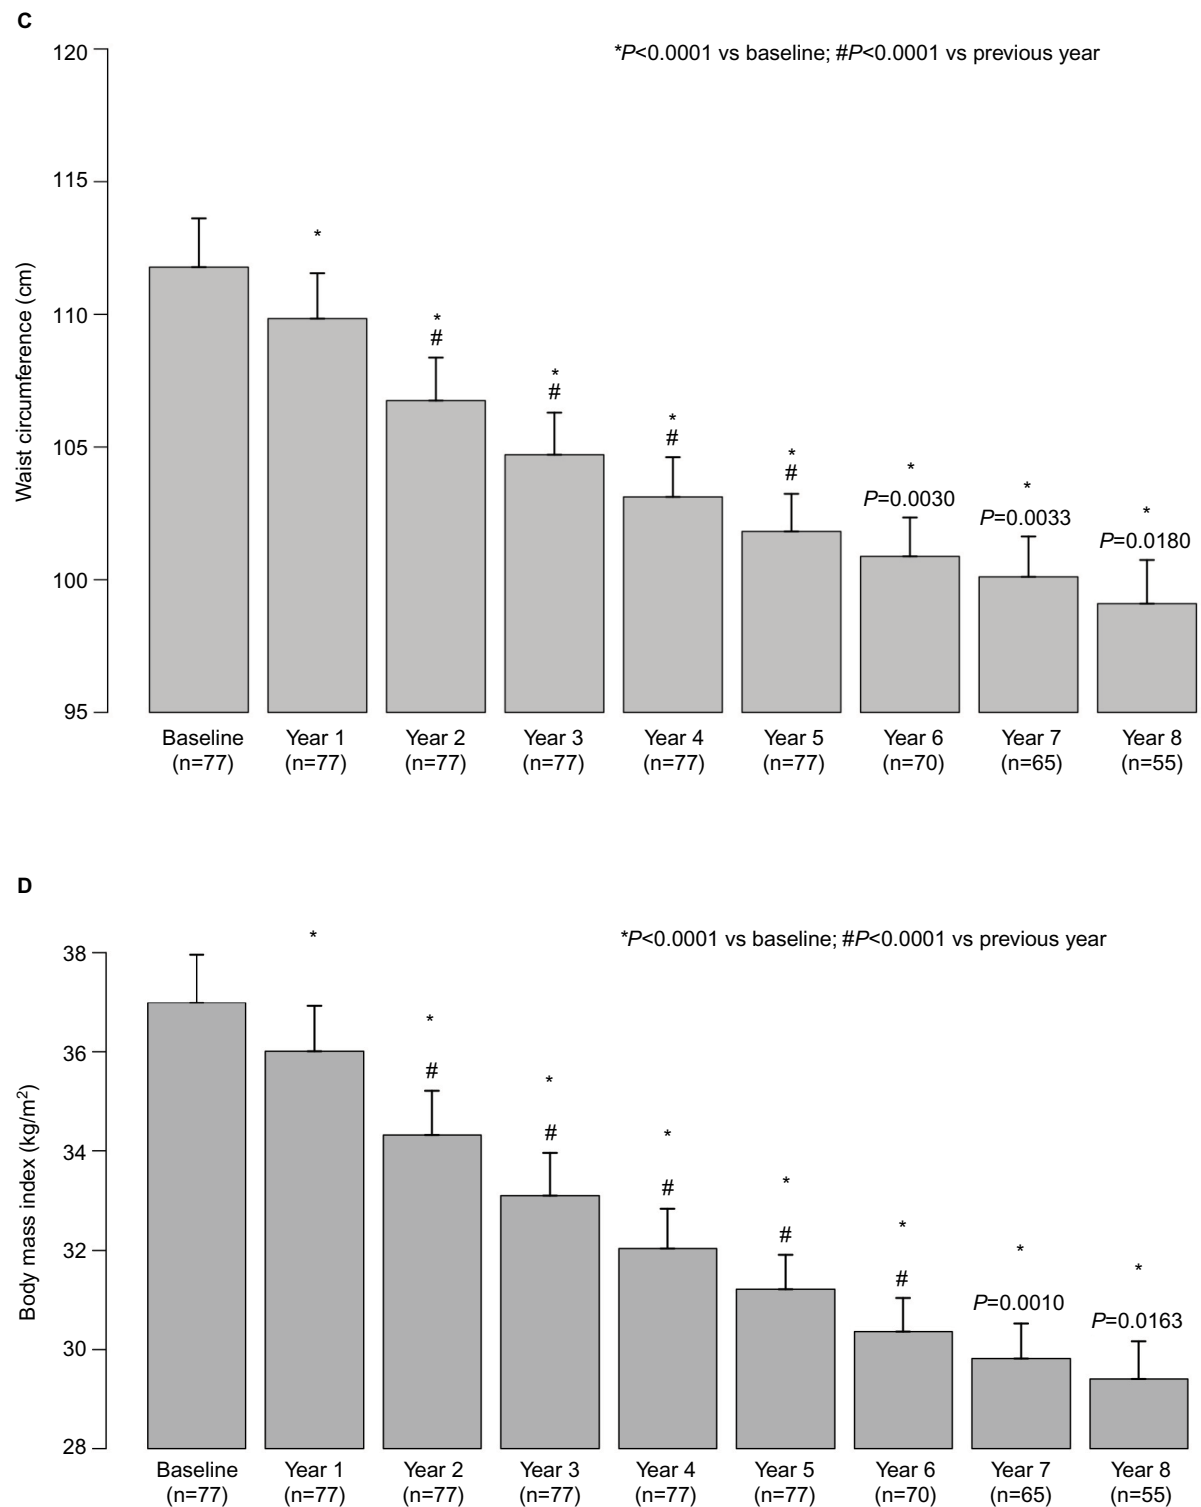 C
*P<0.0001 vs baseline; #P<0.0001 vs previous year
120
115
110
105
100
95
Waist circumference (cm)
*
*
#
*
#
*
#
*
#
*
P=0.0030
*
P=0.0033
*
P=0.0180
Baseline Year 1 Year 2 Year 3 Year 4 Year 5 Year 6 Year 7 Year 8
(n=77) (n=77) (n=77) (n=77) (n=77) (n=77) (n=70) (n=65) (n=55)
D
*P<0.0001 vs baseline; #P<0.0001 vs previous year
38
36
34
32
30
28
Body mass index (kg/m²)
*
*
#
*
#
*
#
*
#
*
#
*
P=0.0010
*
P=0.0163
Baseline Year 1 Year 2 Year 3 Year 4 Year 5 Year 6 Year 7 Year 8
(n=77) (n=77) (n=77) (n=77) (n=77) (n=77) (n=70) (n=65) (n=55)